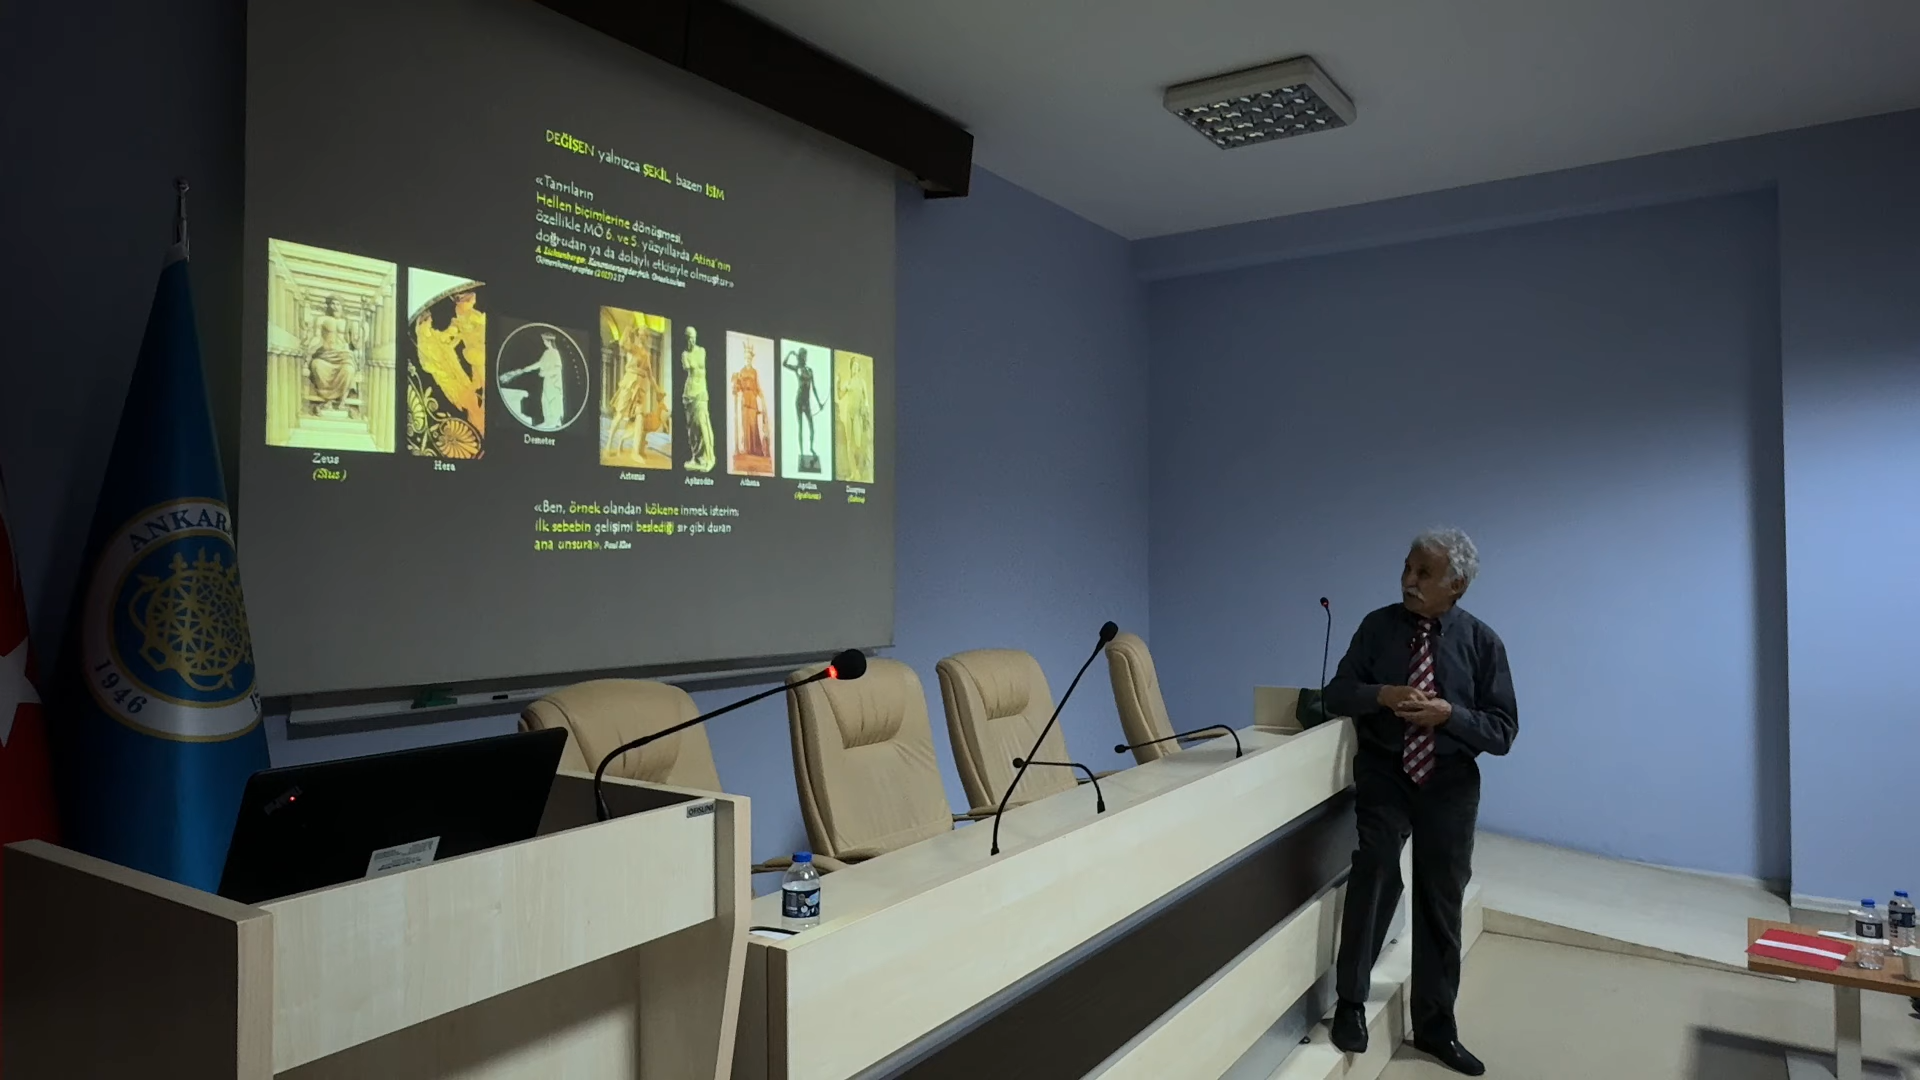 DEĞİŞEN yalnızca ŞEKİL, bazen İSİM
«Tanrıların
Hellen biçimlerine dönüşmesi,
özellikle MÖ 6. ve 5. yüzyıllarda Atina'nın
doğrudan ya da dolaylı etkisiyle olmuştur»
Zeus
Hera
Demeter
Artemis
Aphrodite
Athena
«Ben, örnek olandan kökene inmek isterim;
ilk sebebin gelişimi beslediği sır gibi duran
ana unsura», Paul Klee
ANKARA
1946